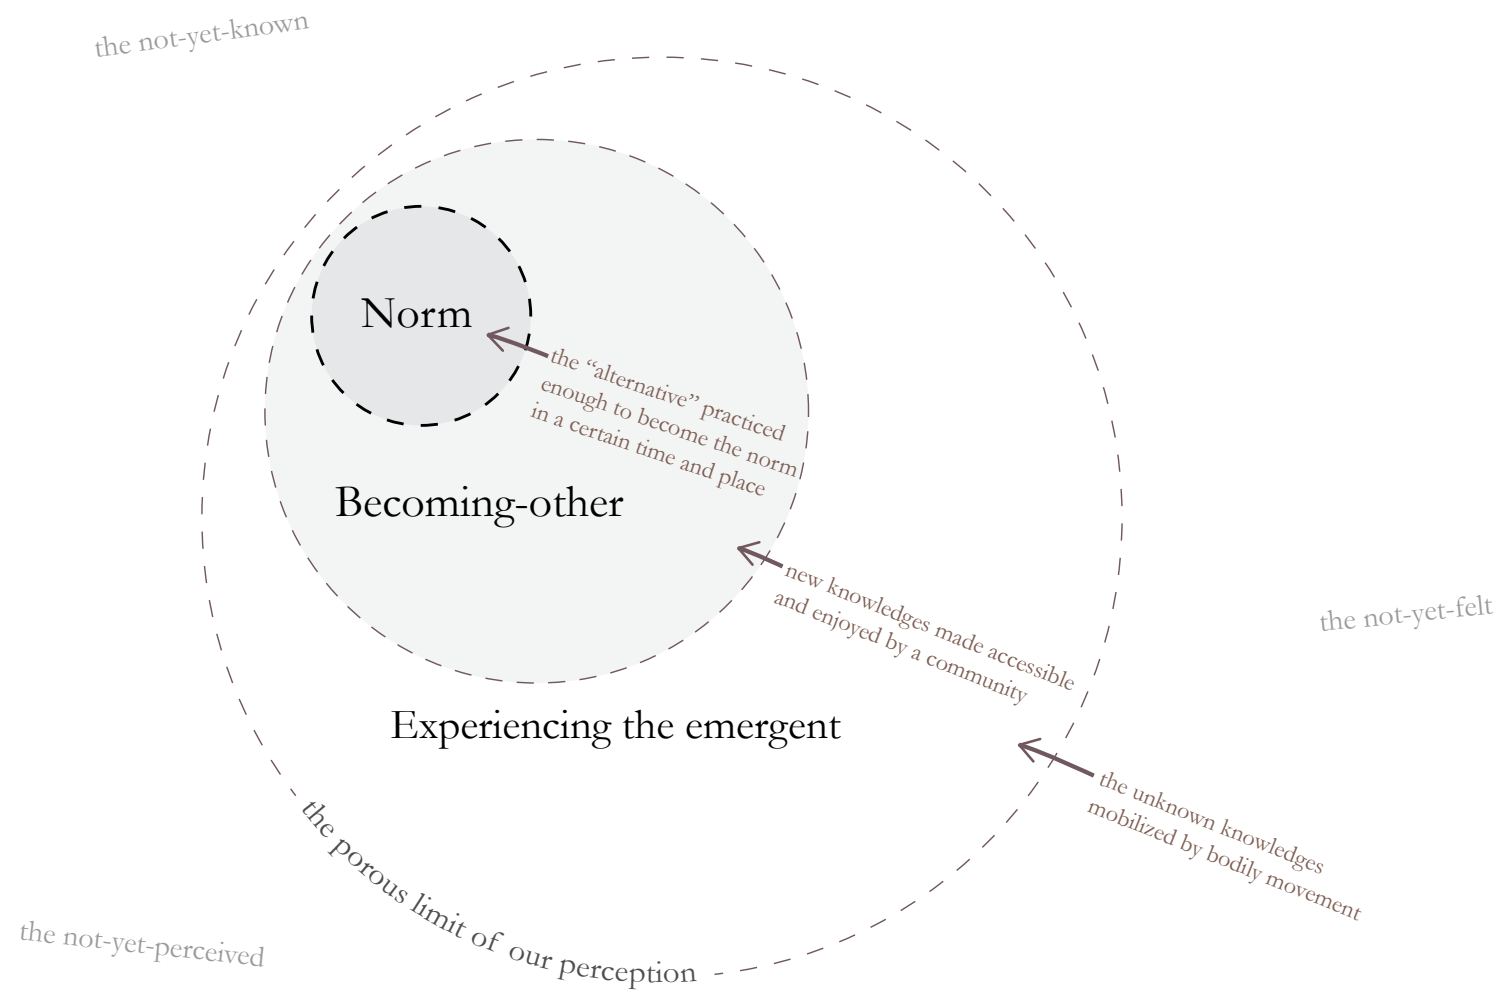 the not-yet-known
Norm
the “alternative” practiced
enough to become the norm
in a certain time and place
Becoming-other
new knowledges made accessible
and enjoyed by a community
the not-yet-felt
Experiencing the emergent
the unknown knowledges
mobilized by bodily movement
the porous limit of our perception
the not-yet-perceived